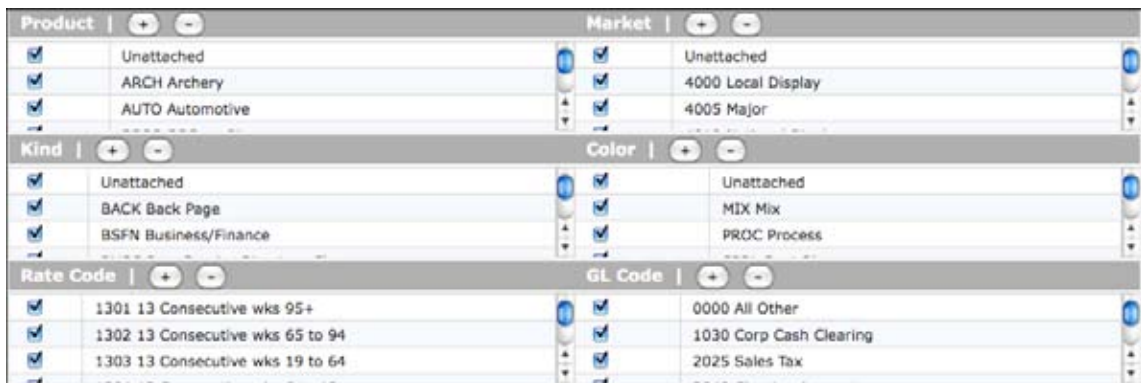 Product | + -
Unattached
ARCH Archery
AUTO Automotive
Market | + -
Unattached
4000 Local Display
4005 Major
Kind | + -
Unattached
BACK Back Page
BSFN Business/Finance
Color | + -
Unattached
MIX Mix
PROC Process
Rate Code | + -
1301 13 Consecutive wks 95+
1302 13 Consecutive wks 65 to 94
1303 13 Consecutive wks 19 to 64
GL Code | + -
0000 All Other
1030 Corp Cash Clearing
2025 Sales Tax